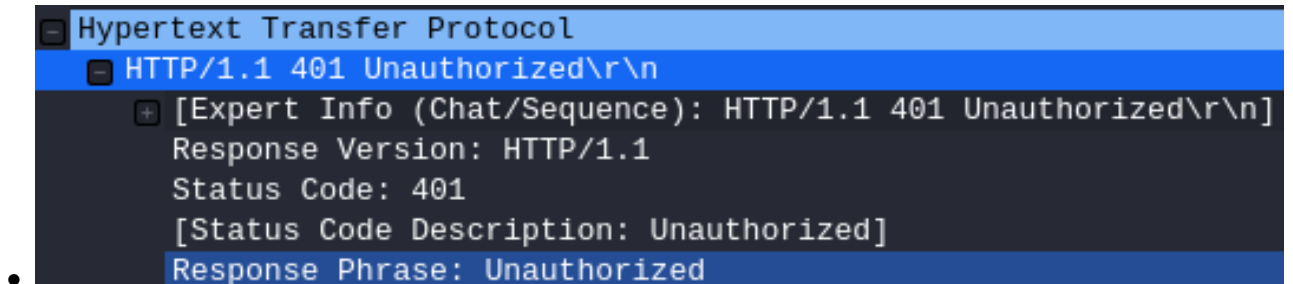 Hypertext Transfer Protocol
HTTP/1.1 401 Unauthorized\r\n
[Expert Info (Chat/Sequence): HTTP/1.1 401 Unauthorized\r\n]
Response Version: HTTP/1.1
Status Code: 401
[Status Code Description: Unauthorized]
Response Phrase: Unauthorized